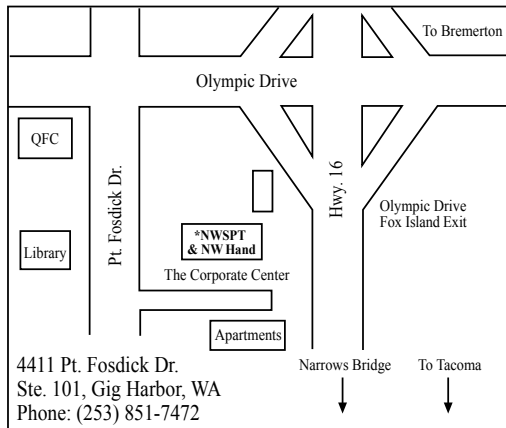 To Bremerton
Olympic Drive
QFC
Pt. Fosdick Dr.
Hwy. 16
Olympic Drive
Fox Island Exit
*NWSPT
& NW Hand
Library
The Corporate Center
Apartments
4411 Pt. Fosdick Dr.
Ste. 101, Gig Harbor, WA
Phone: (253) 851-7472
Narrows Bridge
To Tacoma